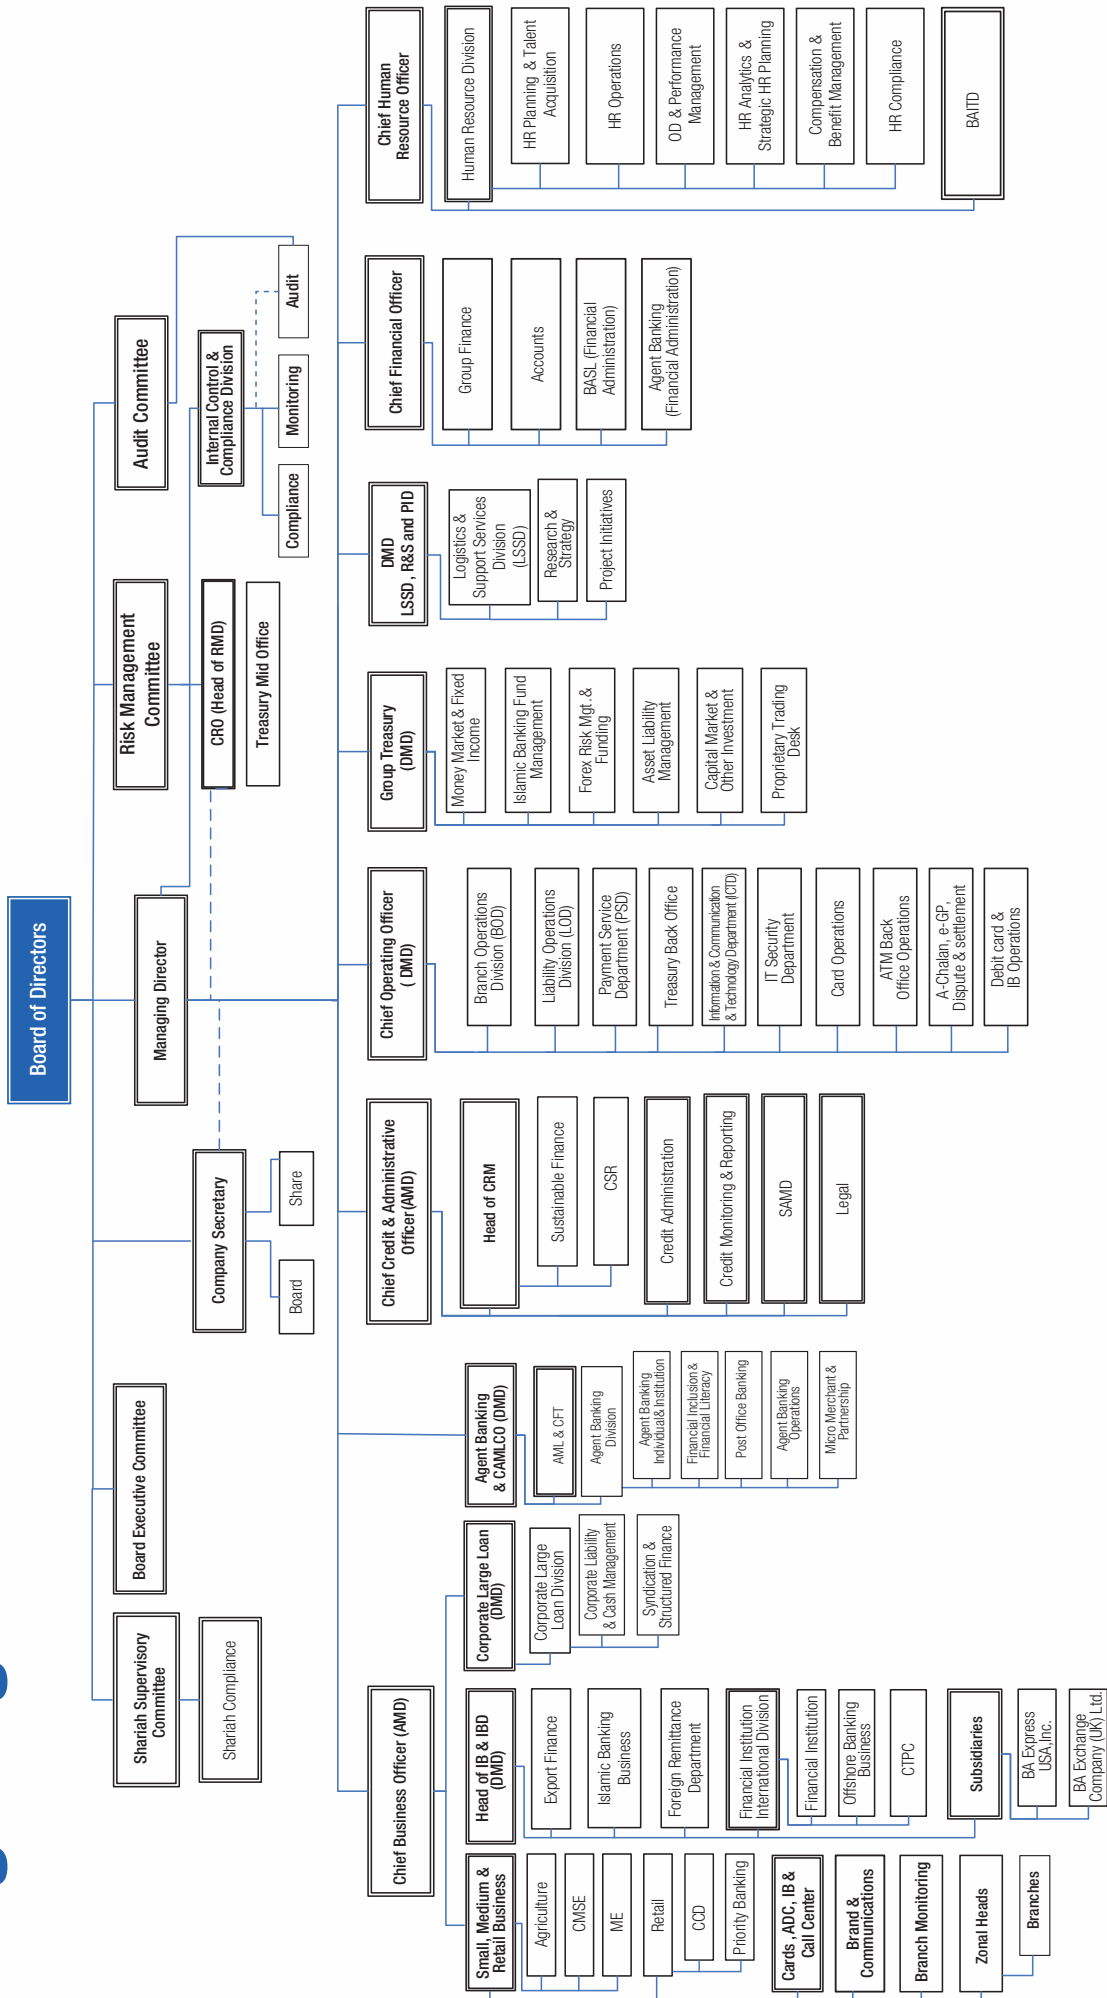 Board of Directors
Shariah Supervisory
Committee
Shariah Compliance
Board Executive Committee
Company Secretary
Board
Share
Managing Director
Risk Management
Committee
CRO (Head of RMD)
Treasury Mid Office
Audit Committee
Internal Control &
Compliance Division
Compliance
Monitoring
Audit
Chief Business Officer (AMD)
Small, Medium &
Retail Business
Agriculture
CMSE
ME
Retail
CCD
Priority Banking
Cards ,ADC, IB &
Call Center
Brand &
Communications
Branch Monitoring
Zonal Heads
Branches
Head of IB & IBD
(DMD)
Export Finance
Islamic Banking
Business
Foreign Remittance
Department
Financial Institution
International Division
Financial Institution
Offshore Banking
Business
CTPC
Subsidiaries
BA Express
USA,Inc.
BA Exchange
Company (UK) Ltd.
Corporate Large Loan
(DMD)
Corporate Large
Loan Division
Corporate Liability
& Cash Management
Syndication &
Structured Finance
Agent Banking
& CAMLCO (DMD)
AML & CFT
Agent Banking
Division
Agent Banking
Individual& Institution
Financial Inclusion&
Financial Literacy
Post Office Banking
Agent Banking
Operations
Micro Merchant &
Partnership
Chief Credit & Administrative
Officer(AMD)
Head of CRM
Sustainable Finance
CSR
Credit Administration
Credit Monitoring & Reporting
SAMD
Legal
Chief Operating Officer
( DMD)
Branch Operations
Division (BOD)
Liability Operations
Division (LOD)
Payment Service
Department (PSD)
Treasury Back Office
Information & Communication
& Technology Department (ICTD)
IT Security
Department
Card Operations
ATM Back
Office Operations
A-Chalan, e-GP,
Dispute & settlement
Debit card &
IB Operations
Group Treasury
(DMD)
Money Market & Fixed
Income
Islamic Banking Fund
Management
Forex Risk Mgt. &
Funding
Asset Liability
Management
Capital Market &
Other Investment
Proprietary Trading
Desk
DMD
LSSD , R&S and PID
Logistics &
Support Services
Division
(LSSD)
Research &
Strategy
Project Initiatives
Chief Financial Officer
Group Finance
Accounts
BASL (Financial
Administration)
Agent Banking
(Financial Administration)
Chief Human
Resource Officer
Human Resource Division
HR Planning & Talent
Acquisition
HR Operations
OD & Performance
Management
HR Analytics &
Strategic HR Planning
Compensation &
Benefit Management
HR Compliance
BAITD